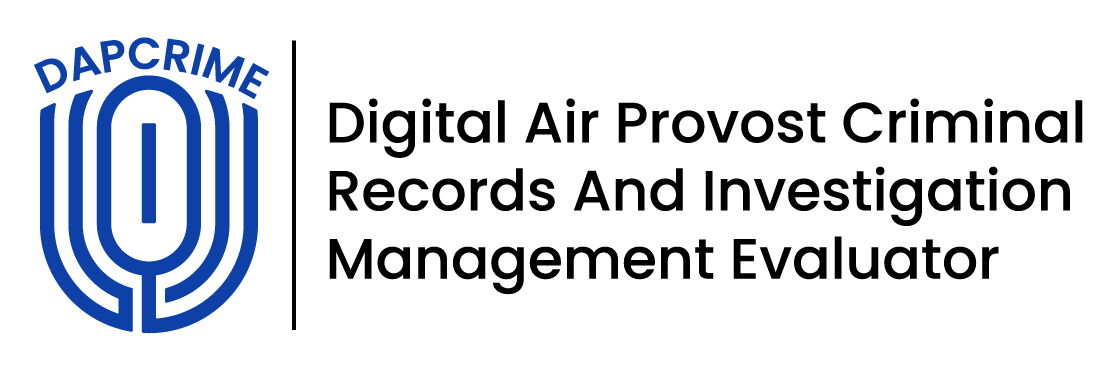 DAPCRIME
Digital Air Provost Criminal
Records And Investigation
Management Evaluator